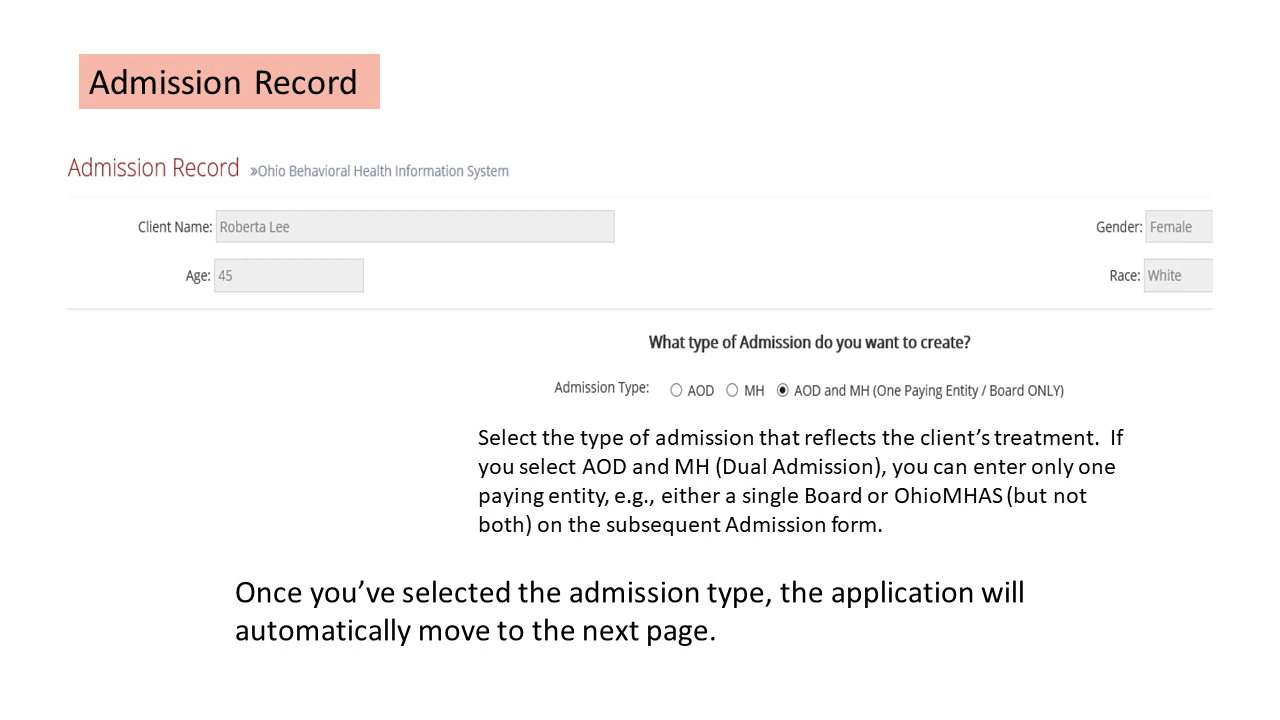 Admission Record
Admission Record »Ohio Behavioral Health Information System
Client Name: Roberta Lee Gender: Female
Age: 45 Race: White
What type of Admission do you want to create?
Admission Type: AOD MH AOD and MH (One Paying Entity / Board ONLY)
Select the type of admission that reflects the client’s treatment.  If
you select AOD and MH (Dual Admission), you can enter only one
paying entity, e.g., either a single Board or OhioMHAS (but not
both) on the subsequent Admission form.
Once you’ve selected the admission type, the application will
automatically move to the next page.